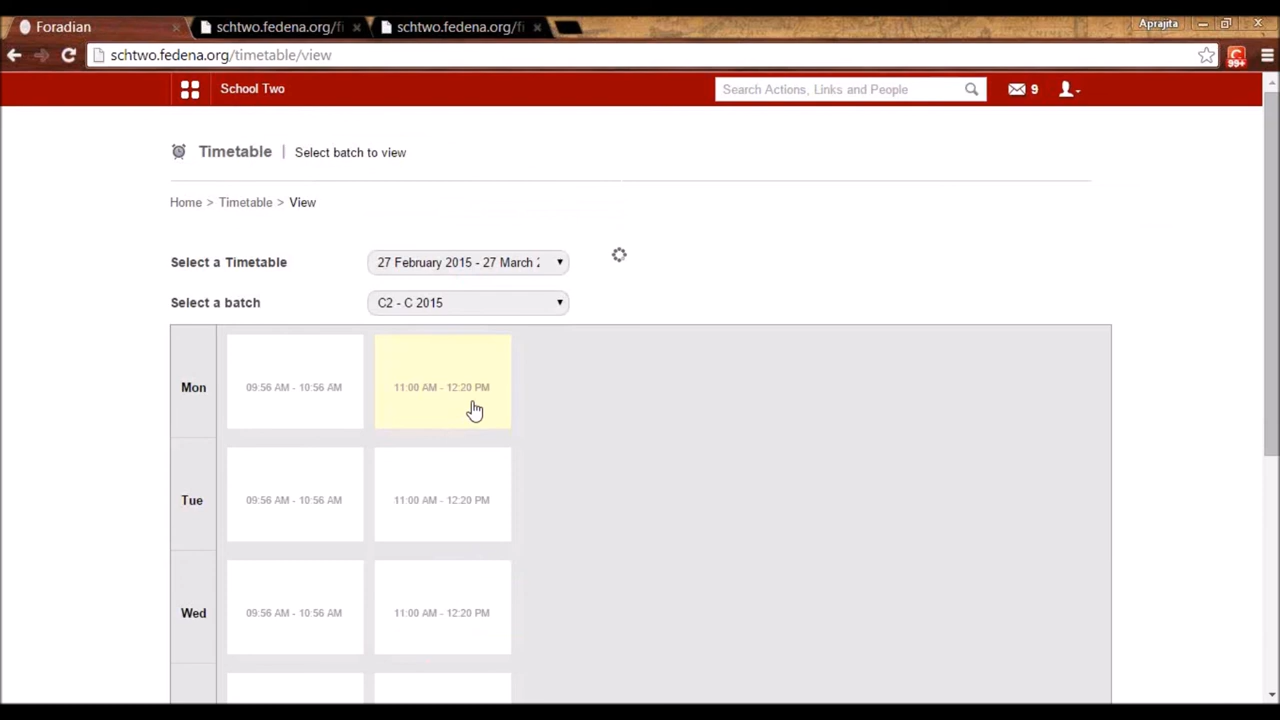 Foradian
schtwo.fedena.org/fi
schtwo.fedena.org/fi
Aprajita
schtwo.fedena.org/timetable/view
99+
School Two
Search Actions, Links and People
9
Timetable | Select batch to view
Home > Timetable > View
Select a Timetable
27 February 2015 - 27 March 2
Select a batch
C2 - C 2015
Mon
09:56 AM - 10:56 AM
11:00 AM - 12:20 PM
Tue
09:56 AM - 10:56 AM
11:00 AM - 12:20 PM
Wed
09:56 AM - 10:56 AM
11:00 AM - 12:20 PM